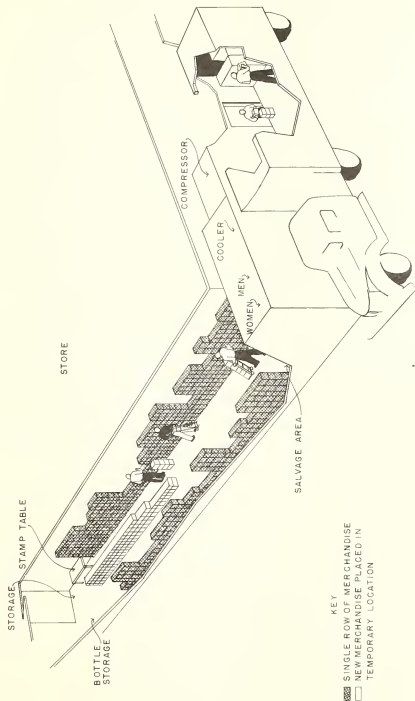 STORAGE
STAMP TABLE
BOTTLE
STORAGE
STORE
COMPRESSOR
COOLER
MEN
WOMEN
SALVAGE AREA
KEY
SINGLE ROW OF MERCHANDISE
NEW MERCHANDISE PLACED IN
TEMPORARY LOCATION